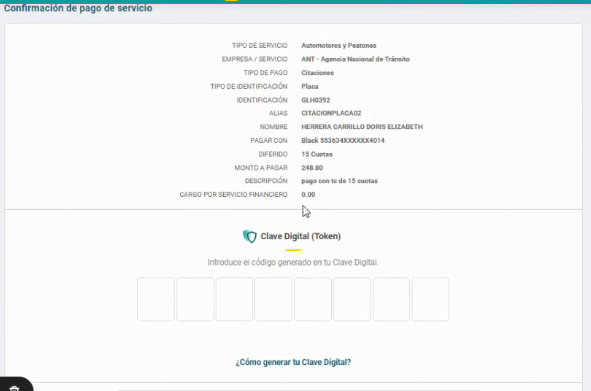 Confirmación de pago de servicio
TIPO DE SERVICIO Automotores y Peatones
EMPRESA / SERVICIO ANT - Agencia Nacional de Tránsito
TIPO DE PAGO Citaciones
TIPO DE IDENTIFICACIÓN Placa
IDENTIFICACIÓN GLH0392
ALIAS CITACIONPLACA02
NOMBRE HERRERA CARRILLO DORIS ELIZABETH
PAGAR CON Black 553634XXXXXX4014
DIFERIDO 15 Cuotas
MONTO A PAGAR 248.80
DESCRIPCIÓN pago con tc de 15 cuotas
CARGO POR SERVICIO FINANCIERO 0.00
Clave Digital (Token)
Introduce el código generado en tu Clave Digital.
¿Cómo generar tu Clave Digital?